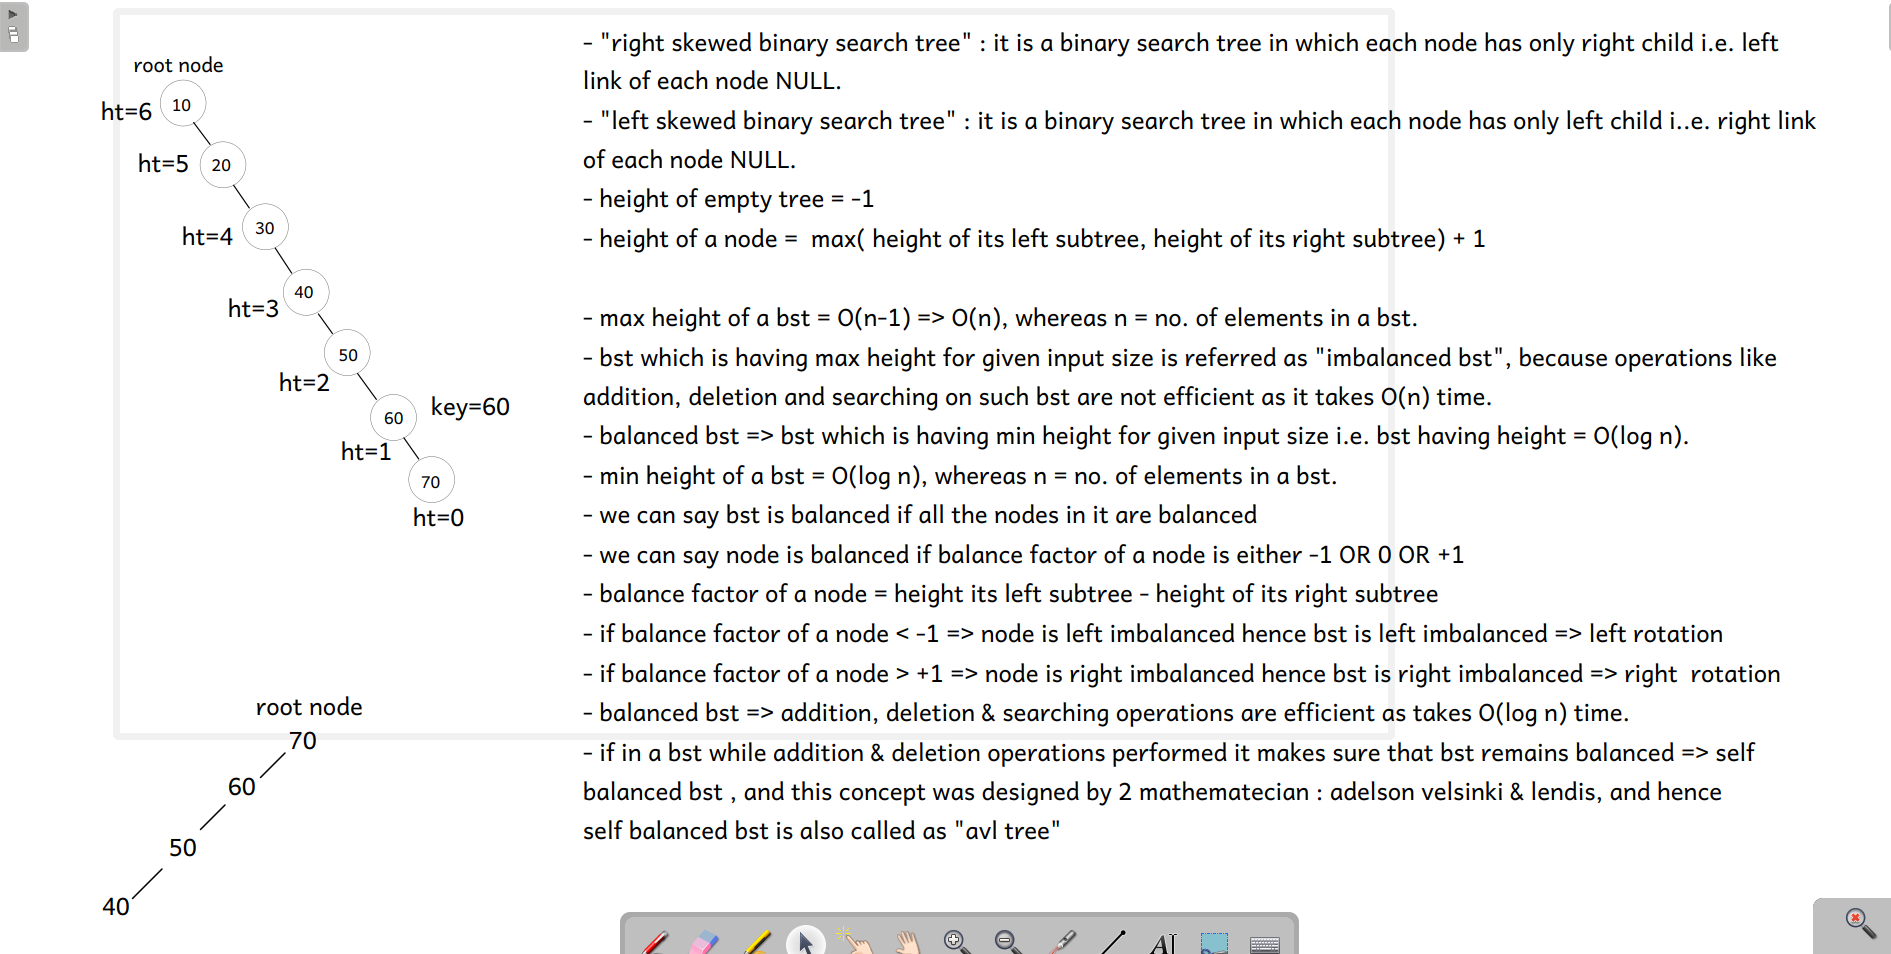 root node
ht=6 10
ht=5 20
ht=4 30
ht=3 40
50
ht=2
60 key=60
ht=1
70
ht=0
root node
70
60
50
40
- "right skewed binary search tree" : it is a binary search tree in which each node has only right child i.e. left
link of each node NULL.
- "left skewed binary search tree" : it is a binary search tree in which each node has only left child i..e. right link
of each node NULL.
- height of empty tree = -1
- height of a node =  max( height of its left subtree, height of its right subtree) + 1
- max height of a bst = O(n-1) => O(n), whereas n = no. of elements in a bst.
- bst which is having max height for given input size is referred as "imbalanced bst", because operations like
addition, deletion and searching on such bst are not efficient as it takes O(n) time.
- balanced bst => bst which is having min height for given input size i.e. bst having height = O(log n).
- min height of a bst = O(log n), whereas n = no. of elements in a bst.
- we can say bst is balanced if all the nodes in it are balanced
- we can say node is balanced if balance factor of a node is either -1 OR 0 OR +1
- balance factor of a node = height its left subtree - height of its right subtree
- if balance factor of a node < -1 => node is left imbalanced hence bst is left imbalanced => left rotation
- if balance factor of a node > +1 => node is right imbalanced hence bst is right imbalanced => right  rotation
- balanced bst => addition, deletion & searching operations are efficient as takes O(log n) time.
- if in a bst while addition & deletion operations performed it makes sure that bst remains balanced => self
balanced bst , and this concept was designed by 2 mathematecian : adelson velsinki & lendis, and hence
self balanced bst is also called as "avl tree"